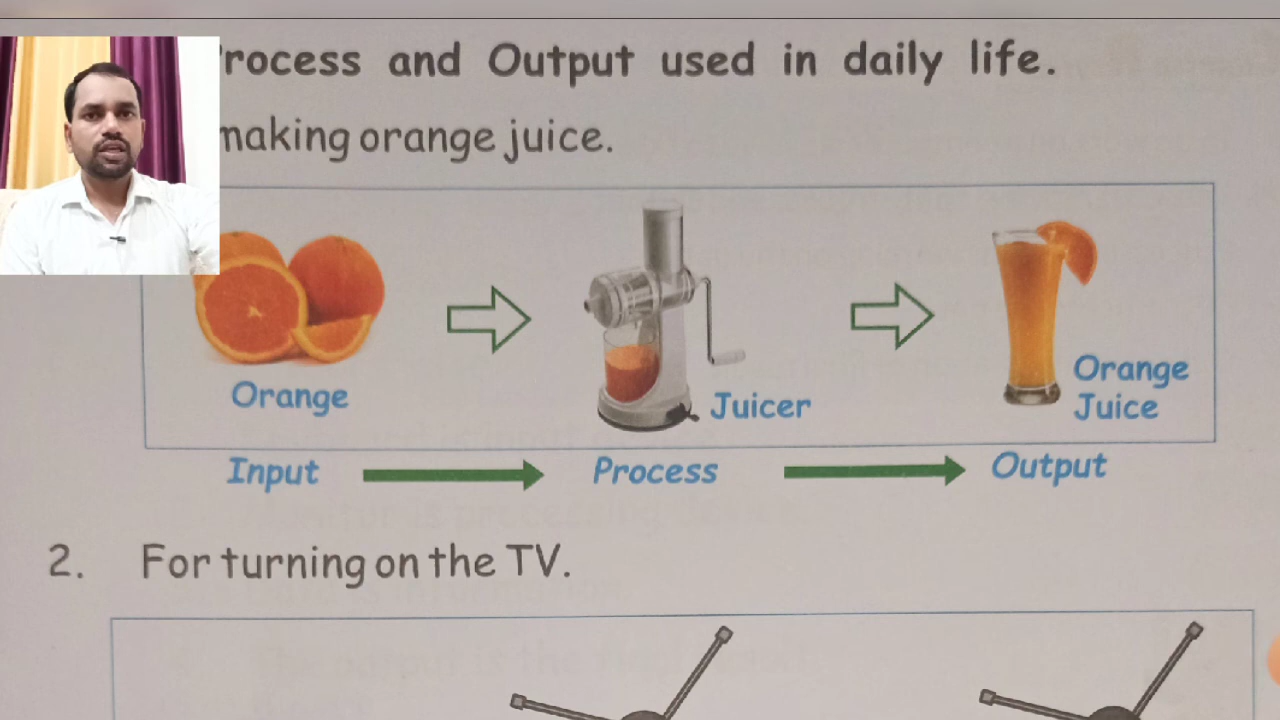 Process and Output used in daily life.
making orange juice.
Orange
Juicer
Orange
Juice
Input
Process
Output
2. For turning on the TV.